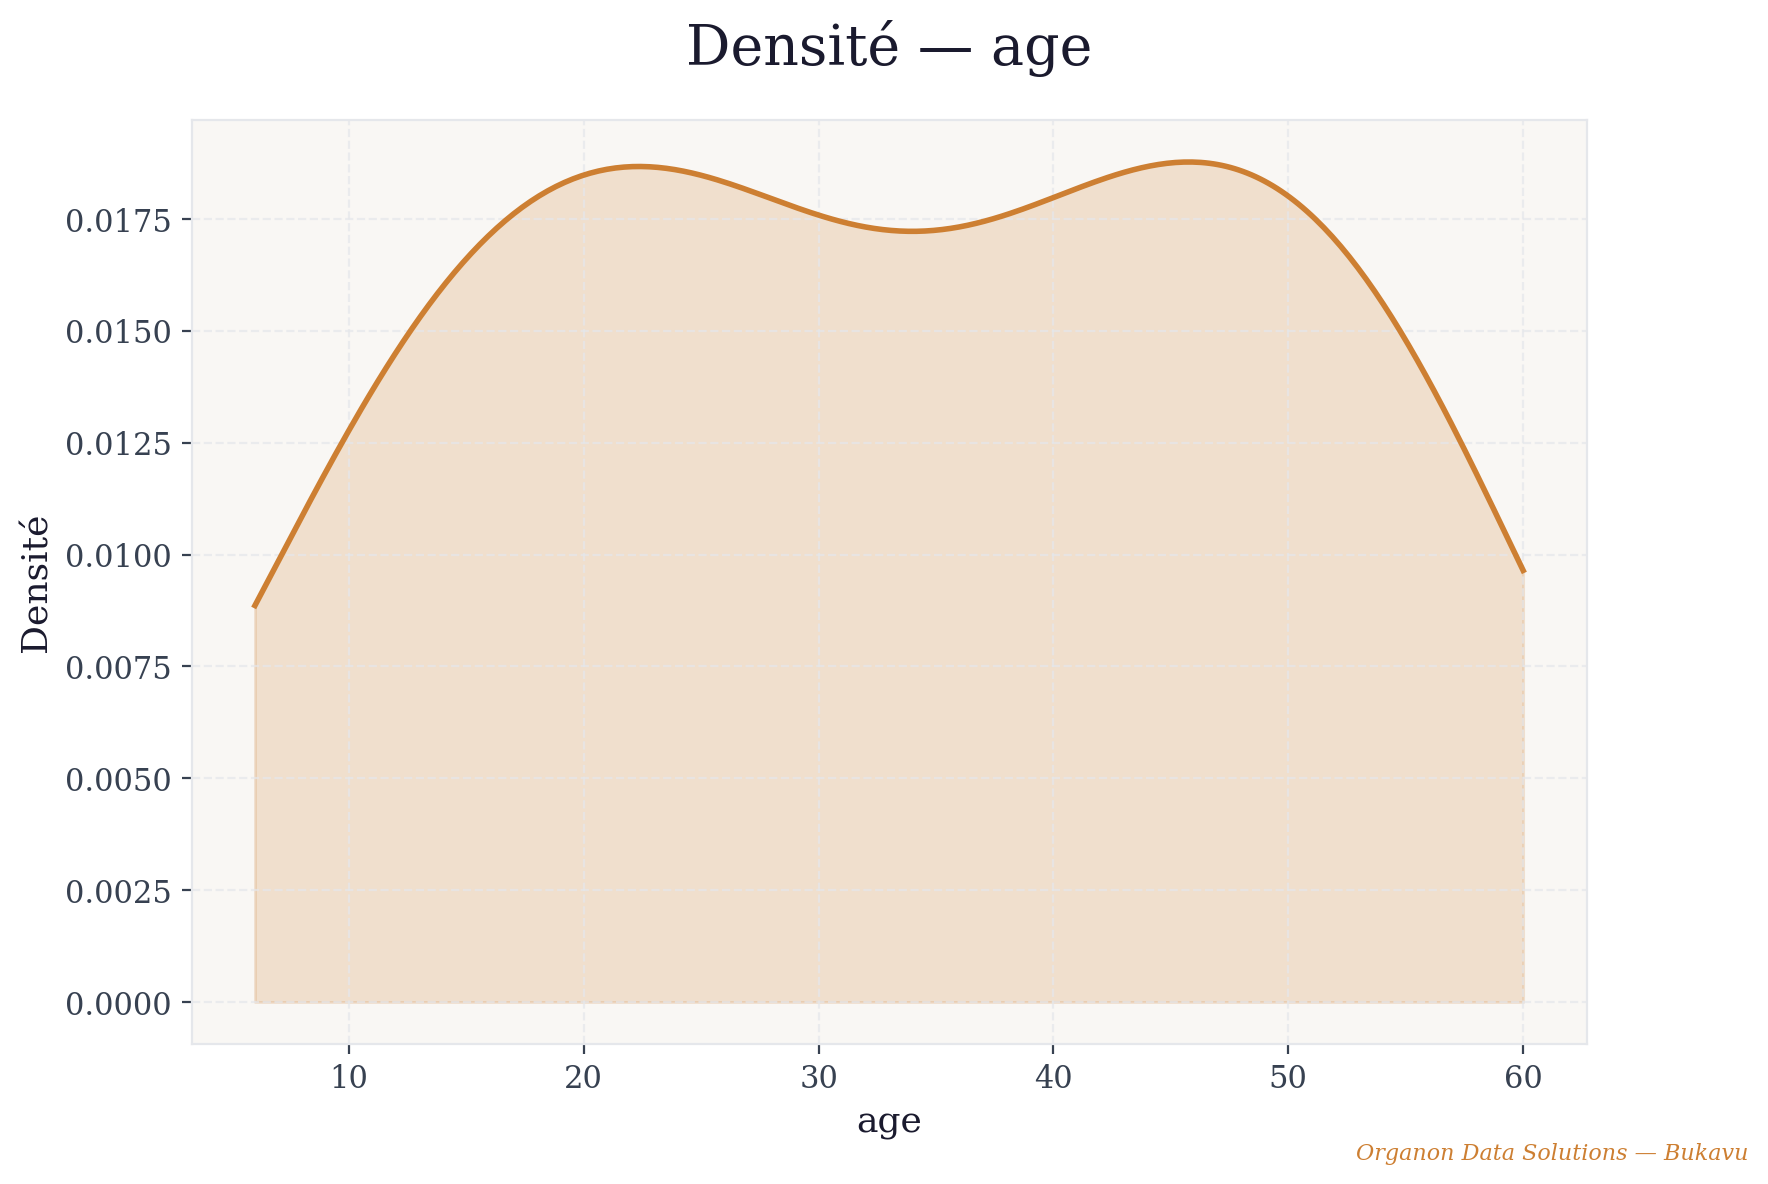 Densité — age
Densité
0.0175
0.0150
0.0125
0.0100
0.0075
0.0050
0.0025
0.0000
10 20 30 40 50 60
age
Organon Data Solutions — Bukavu